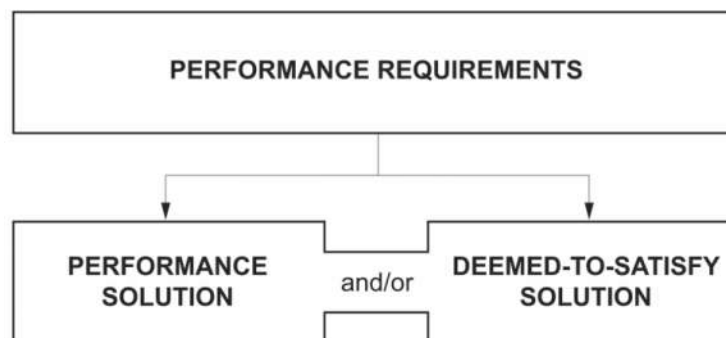 PERFORMANCE REQUIREMENTS
PERFORMANCE
SOLUTION
and/or
DEEMED-TO-SATISFY
SOLUTION